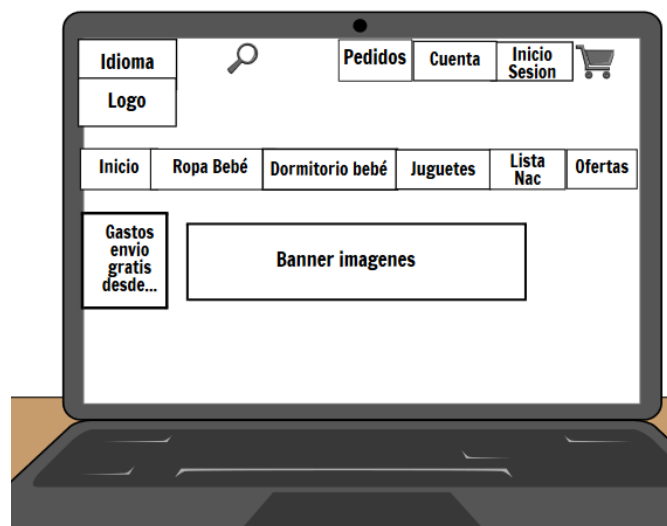 Idioma
Pedidos
Cuenta
Inicio
Sesion
Logo
Inicio
Ropa Bebé
Dormitorio bebé
Juguetes
Lista
Nac
Ofertas
Gastos
envio
gratis
desde...
Banner imagenes